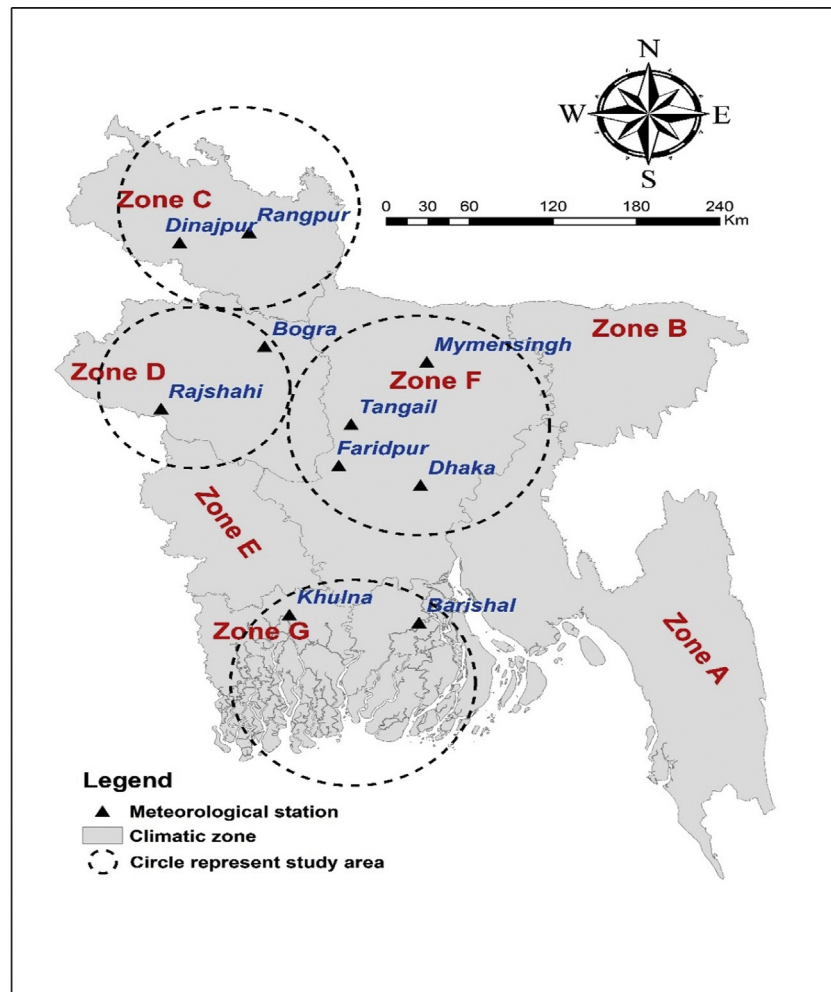 N
W E
S
Zone C
Rangpur
Dinajpur
0 30 60 120 180 240
Km
Bogra
Zone B
Mymensingh
Zone D
Zone F
Rajshahi
Tangail
Faridpur
Dhaka
Zone E
Khulna
Barishal
Zone G
Zone A
Legend
Meteorological station
Climatic zone
Circle represent study area